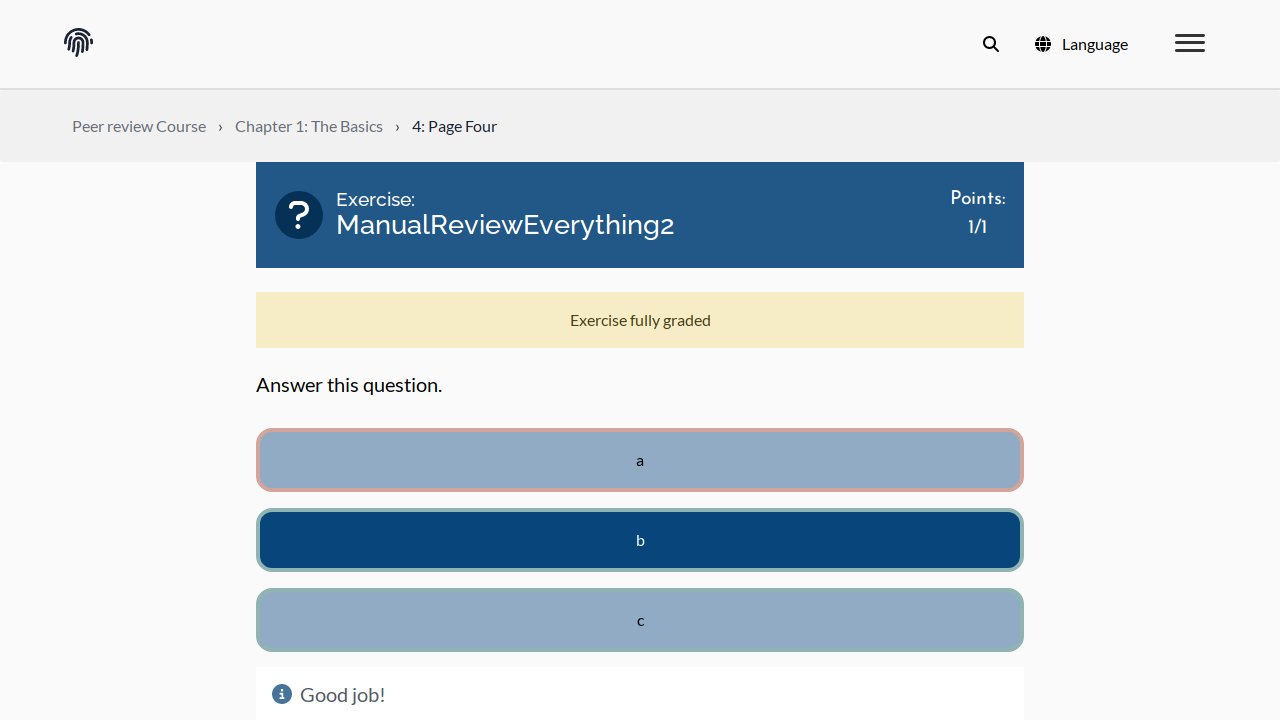 Language
Peer review Course › Chapter 1: The Basics › 4: Page Four
Exercise:
ManualReviewEverything2
Points:
1/1
Exercise fully graded
Answer this question.
a
b
c
Good job!